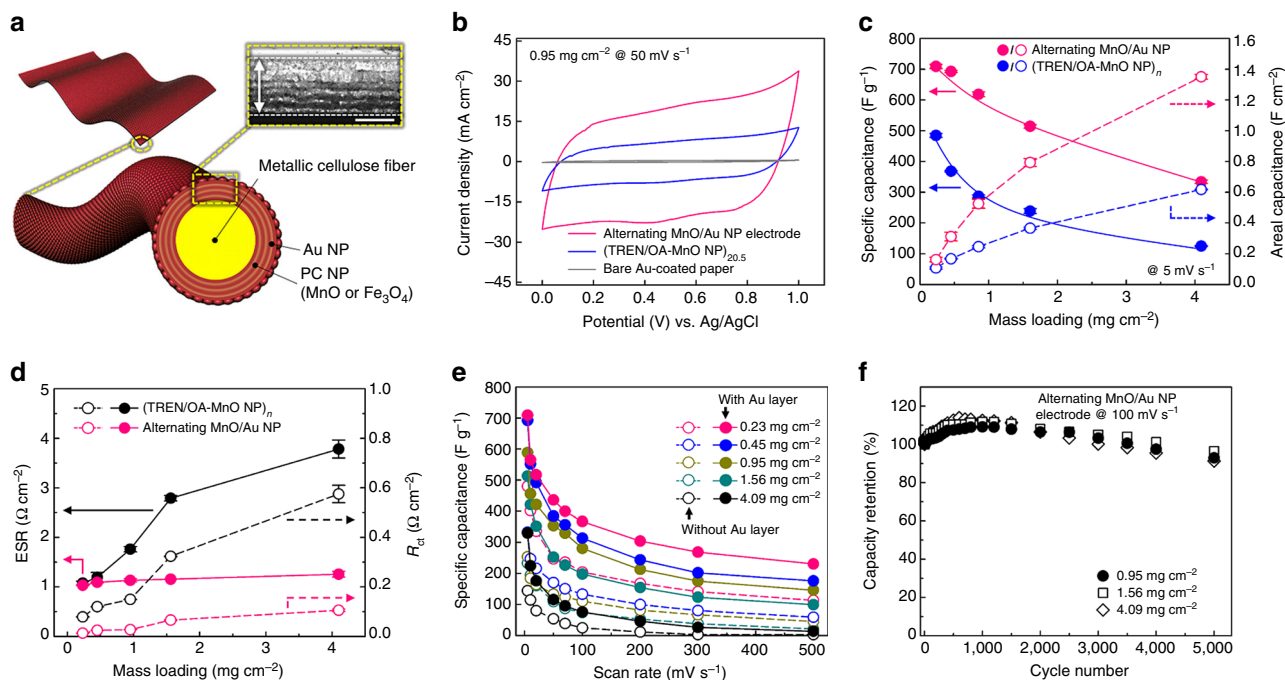 a
Metallic cellulose fiber
Au NP
PC NP
(MnO or Fe₃O₄)
b
0.95 mg cm⁻² @ 50 mV s⁻¹
45
30
15
0
−15
−30
−45
Current density (mA cm⁻²)
Alternating MnO/Au NP electrode
(TREN/OA-MnO NP)₂₀.₅
Bare Au-coated paper
0.0 0.2 0.4 0.6 0.8 1.0
Potential (V) vs. Ag/AgCl
c
800
700
600
500
400
300
200
100
0
Specific capacitance (F g⁻¹)
/ Alternating MnO/Au NP
/ (TREN/OA-MnO NP)ₙ
1.6
1.4
1.2
1.0
0.8
0.6
0.4
0.2
0.0
Areal capacitance (F cm⁻²)
@ 5 mV s⁻¹
0 1 2 3 4
Mass loading (mg cm⁻²)
d
5
4
3
2
1
0
ESR (Ω cm⁻²)
(TREN/OA-MnO NP)ₙ
Alternating MnO/Au NP
1.0
0.8
0.6
0.4
0.2
0.0
R_ct (Ω cm⁻²)
0 1 2 3 4
Mass loading (mg cm⁻²)
e
800
700
600
500
400
300
200
100
0
Specific capacitance (F g⁻¹)
With Au layer
0.23 mg cm⁻²
0.45 mg cm⁻²
0.95 mg cm⁻²
1.56 mg cm⁻²
4.09 mg cm⁻²
Without Au layer
0 100 200 300 400 500
Scan rate (mV s⁻¹)
f
120
100
80
60
40
20
0
Capacity retention (%)
Alternating MnO/Au NP
electrode @ 100 mV s⁻¹
0.95 mg cm⁻²
1.56 mg cm⁻²
4.09 mg cm⁻²
0 1,000 2,000 3,000 4,000 5,000
Cycle number